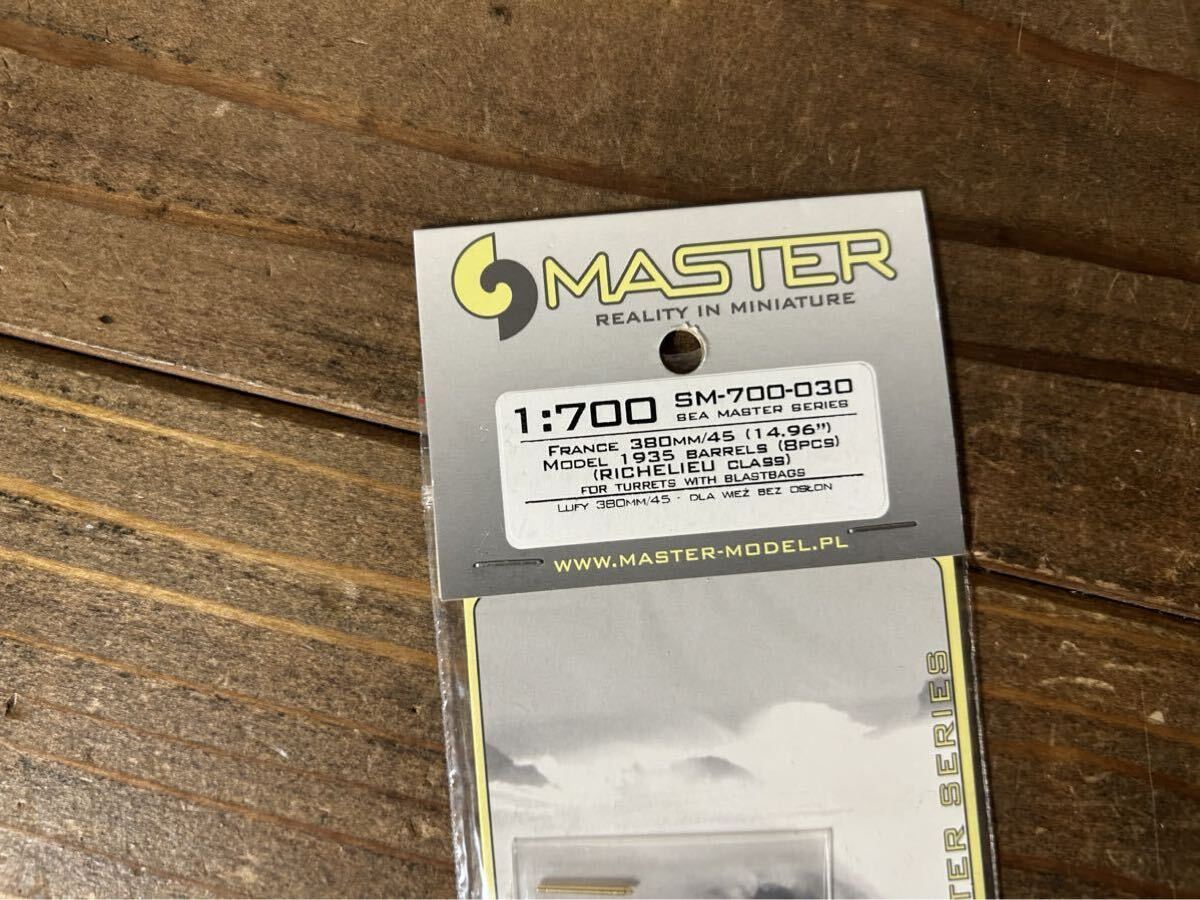 MASTER
REALITY IN MINIATURE
1:700 SM-700-030
SEA MASTER SERIES
FRANCE 380MM/45 (14.96")
MODEL 1935 BARRELS (8PCS)
(RICHELIEU CLASS)
FOR TURRETS WITH BLASTBAGS
LUFY 380MM/45 - DLA WIEŻ BEZ OSŁON
WWW.MASTER-MODEL.PL
TER SERIES